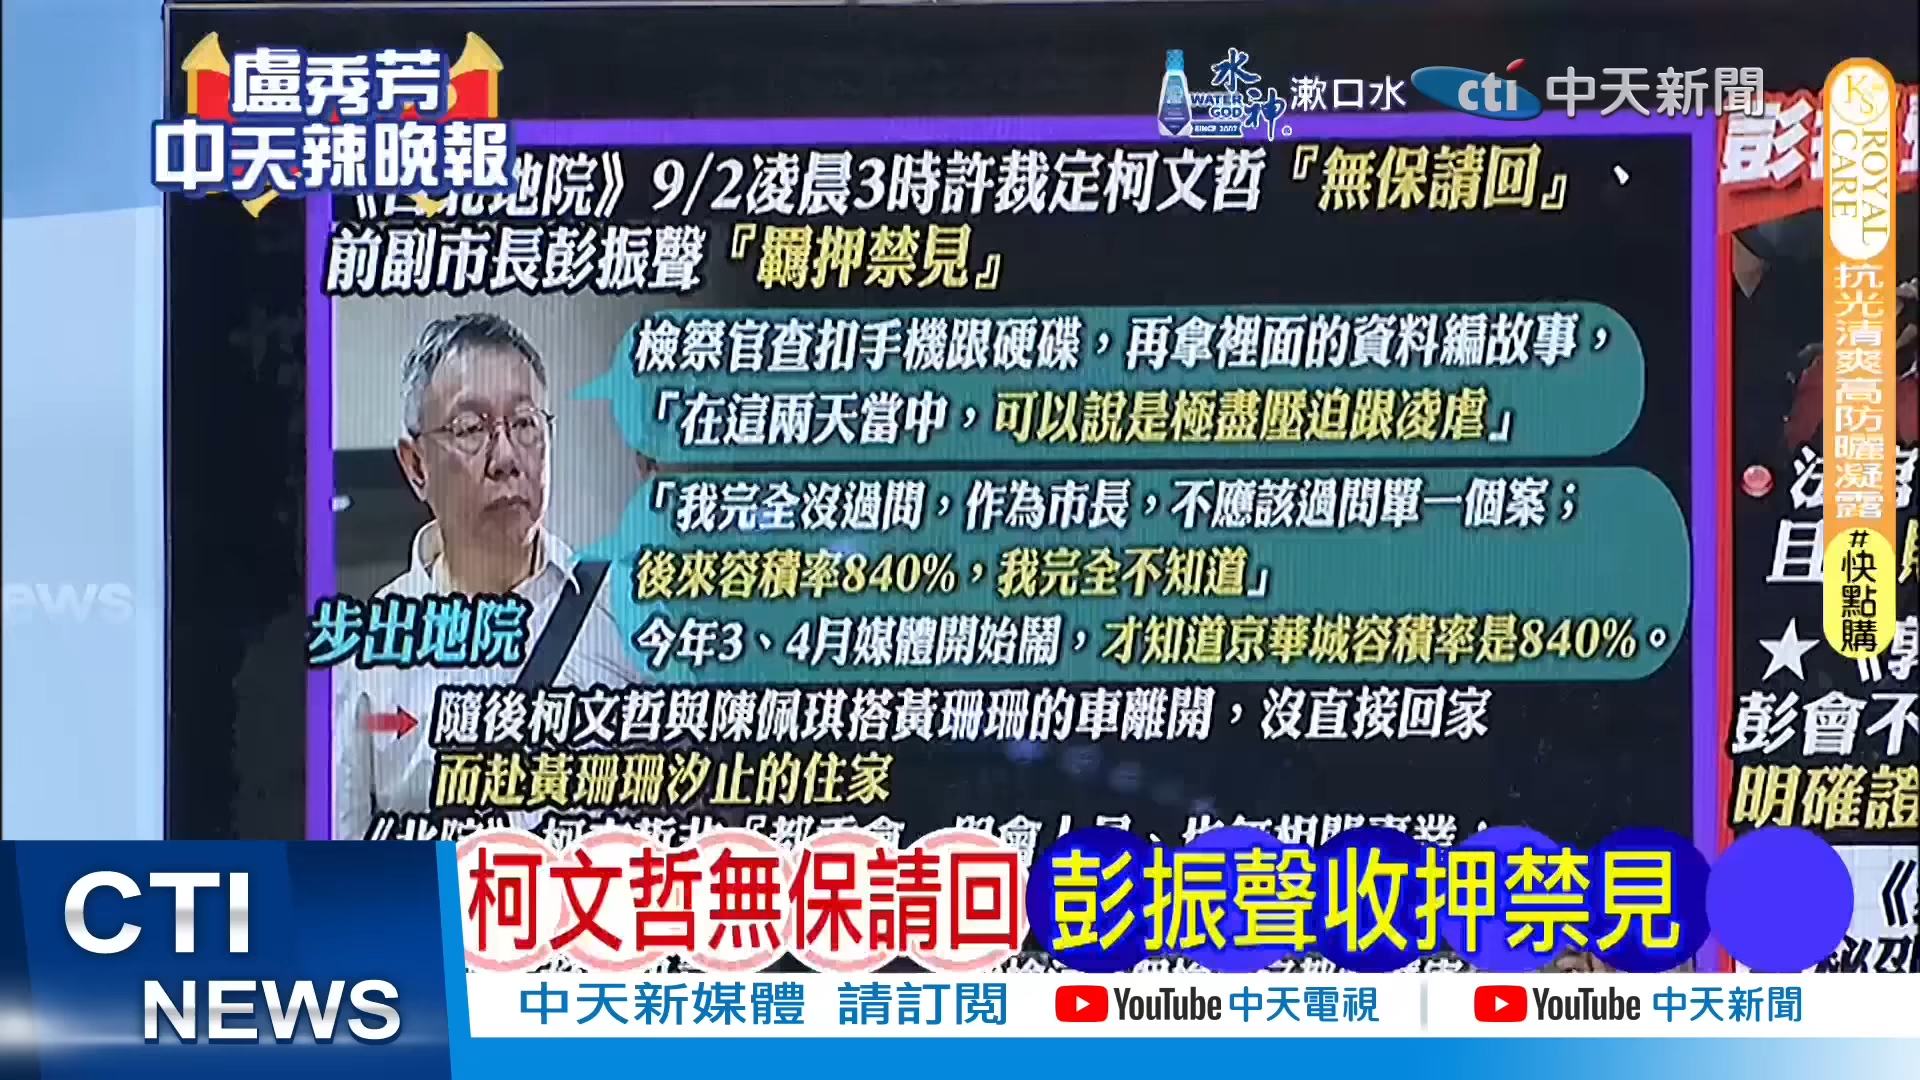 盧秀芳
中天辣晚報
水神
WATER GOD
SINCE 2007
漱口水
cti 中天新聞
地院》9/2凌晨3時許裁定柯文哲『無保請回』、
前副市長彭振聲『羈押禁見』
檢察官查扣手機跟硬碟，再拿裡面的資料編故事，
「在這兩天當中，可以說是極盡壓迫跟凌虐」
「我完全沒過問，作為市長，不應該過問單一個案；
後來容積率840%，我完全不知道」
今年3、4月媒體開始鬧，才知道京華城容積率是840%。
步出地院
隨後柯文哲與陳佩琪搭黃珊珊的車離開，沒直接回家
而赴黃珊珊汐止的住家
彭
且
★《郭
彭會不
明確證
KS ROYAL CARE
抗光清爽高防曬凝露
#快點購
ews
柯文哲無保請回 彭振聲收押禁見
CTI
NEWS
中天新媒體 請訂閱 YouTube 中天電視 YouTube 中天新聞